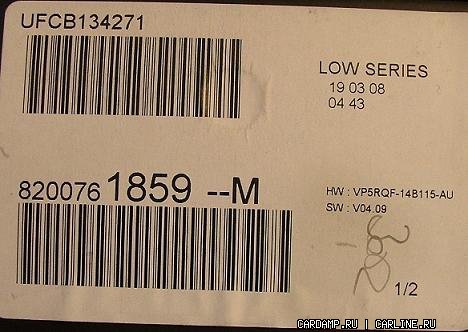 UFCB134271
LOW SERIES
19 03 08
04 43
8200761859 --M
HW : VP5RQF-14B115-AU
SW : V04.09
1/2
CARDAMP.RU | CARLINE.RU